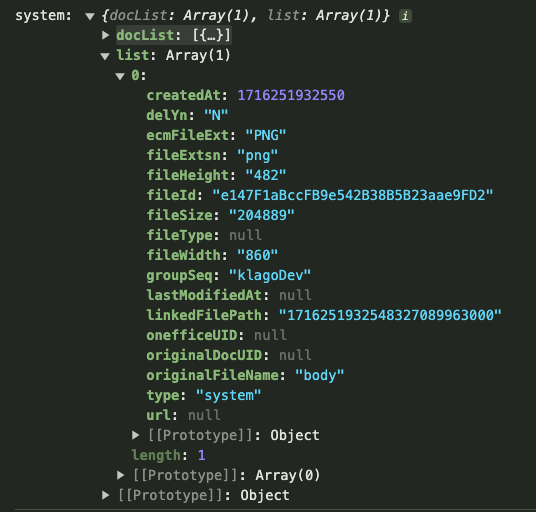 system: ▼ {docList: Array(1), list: Array(1)} i
▶ docList: [{…}]
▼ list: Array(1)
▼ 0:
createdAt: 1716251932550
delYn: "N"
ecmFileExt: "PNG"
fileExtsn: "png"
fileHeight: "482"
fileId: "e147F1aBccFB9e542B38B5B23aae9FD2"
fileSize: "204889"
fileType: null
fileWidth: "860"
groupSeq: "klagoDev"
lastModifiedAt: null
linkedFilePath: "1716251932548327089963000"
onefficeUID: null
originalDocUID: null
originalFileName: "body"
type: "system"
url: null
▶ [[Prototype]]: Object
length: 1
▶ [[Prototype]]: Array(0)
▶ [[Prototype]]: Object